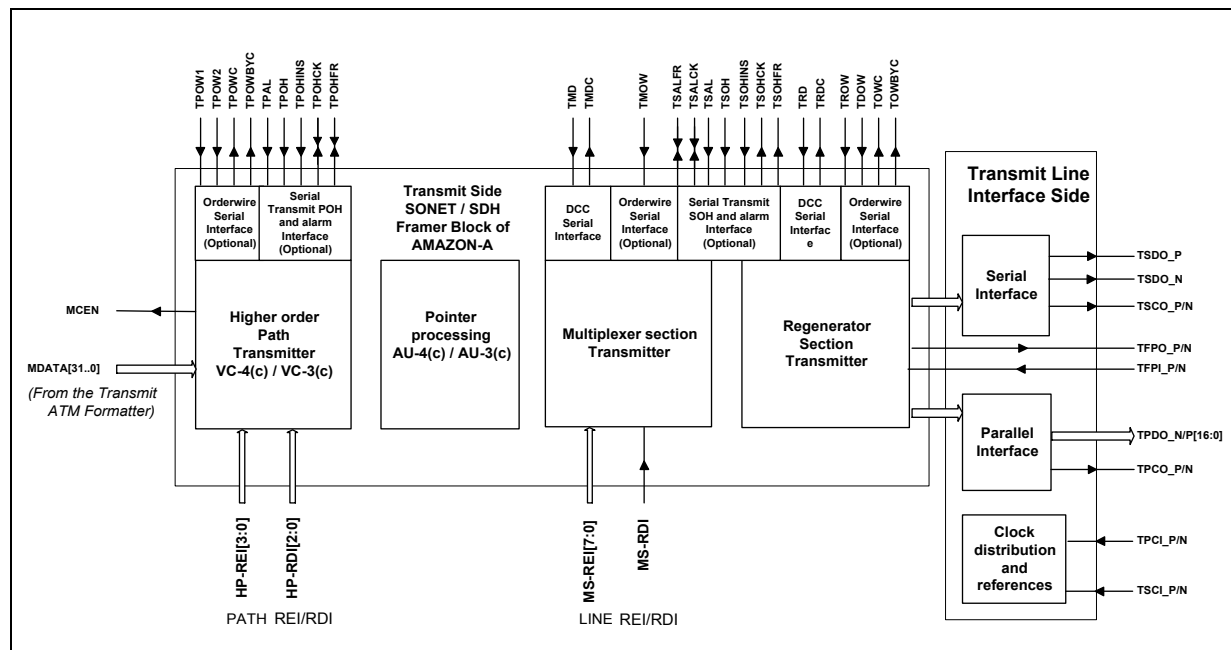 TPOW1
TPOW2
TPOWC
TPOWBYC
TPAL
TPOH
TPOHINS
TPOHCK
TPOHFR
TMD
TMDC
TMOW
TSALFR
TSALCK
TSAL
TSOH
TSOHINS
TSOHCK
TSOHFR
TRD
TRDC
TROW
TDOW
TOWC
TOWBYC
Orderwire
Serial
Interface
(Optional)
Serial
Transmit POH
and alarm
Interface
(Optional)
Transmit Side
SONET / SDH
Framer Block of
AMAZON-A
DCC
Serial
Interface
Orderwire
Serial
Interface
(Optional)
Serial Transmit
SOH and alarm
Interface
(Optional)
DCC
Serial
Interfac
e
Orderwire
Serial
Interface
(Optional)
Transmit Line
Interface Side
MCEN
MDATA[31..0]
(From the Transmit
ATM Formatter)
Higher order
Path
Transmitter
VC-4(c) / VC-3(c)
Pointer
processing
AU-4(c) / AU-3(c)
Multiplexer section
Transmitter
Regenerator
Section
Transmitter
Serial
Interface
TSDO_P
TSDO_N
TSCO_P/N
TFPO_P/N
TFPI_P/N
Parallel
Interface
TPDO_N/P[16:0]
TPCO_P/N
Clock
distribution
and
references
TPCI_P/N
TSCI_P/N
HP-REI[3:0]
HP-RDI[2:0]
MS-REI[7:0]
MS-RDI
PATH REI/RDI
LINE REI/RDI